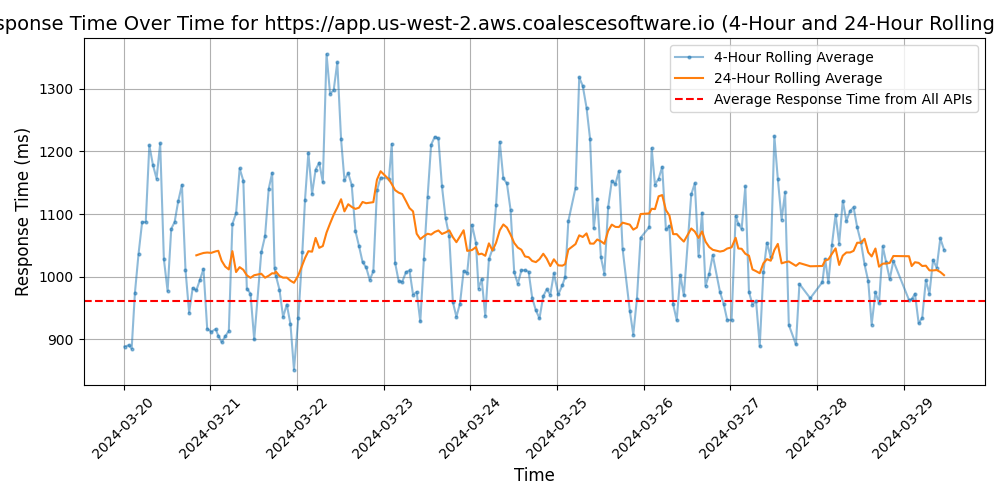 sponse Time Over Time for https://app.us-west-2.aws.coalescesoftware.io (4-Hour and 24-Hour Rolling
4-Hour Rolling Average
24-Hour Rolling Average
Average Response Time from All APIs
Response Time (ms)
1300
1200
1100
1000
900
2024-03-20
2024-03-21
2024-03-22
2024-03-23
2024-03-24
2024-03-25
2024-03-26
2024-03-27
2024-03-28
2024-03-29
Time